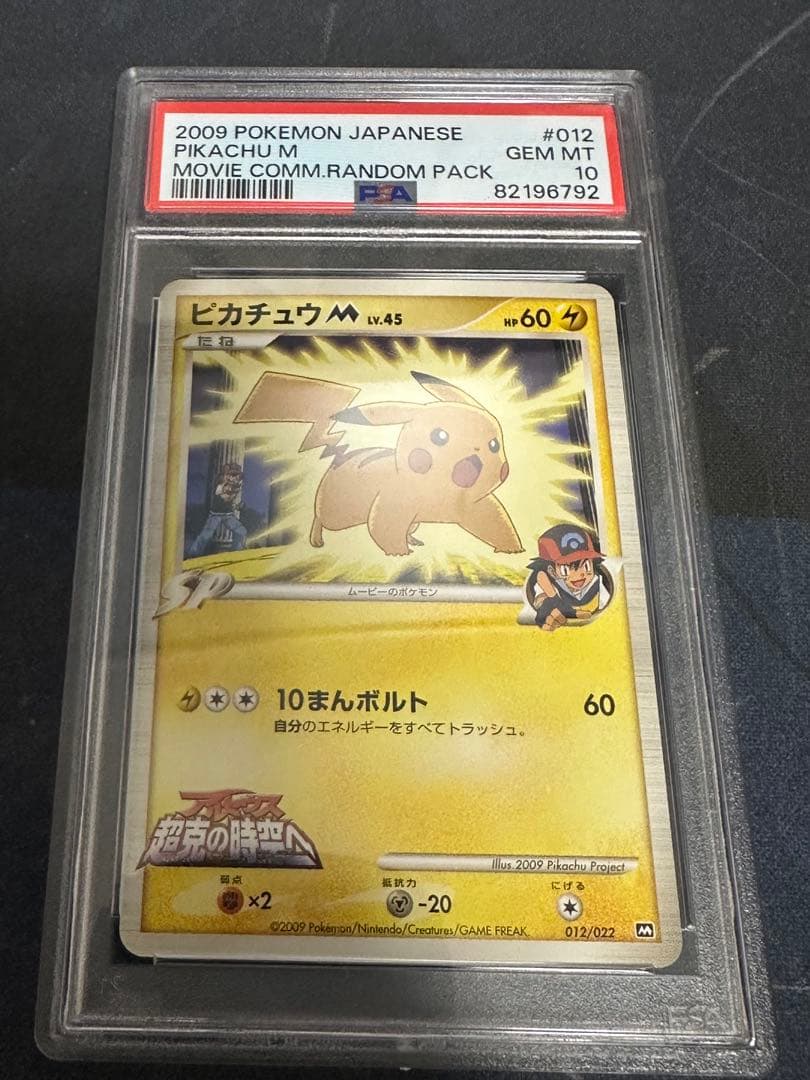 2009 POKEMON JAPANESE #012
PIKACHU M GEM MT
MOVIE COMM.RANDOM PACK 10
PSA 82196792
ピカチュウM LV.45 HP60
たね
SP
ムービーのポケモン
10まんボルト 60
自分のエネルギーをすべてトラッシュ。
アルセウス
超克の時空へ
Illus.2009 Pikachu Project
弱点 抵抗力 にげる
×2 -20
©2009 Pokémon/Nintendo/Creatures/GAME FREAK. 012/022 M